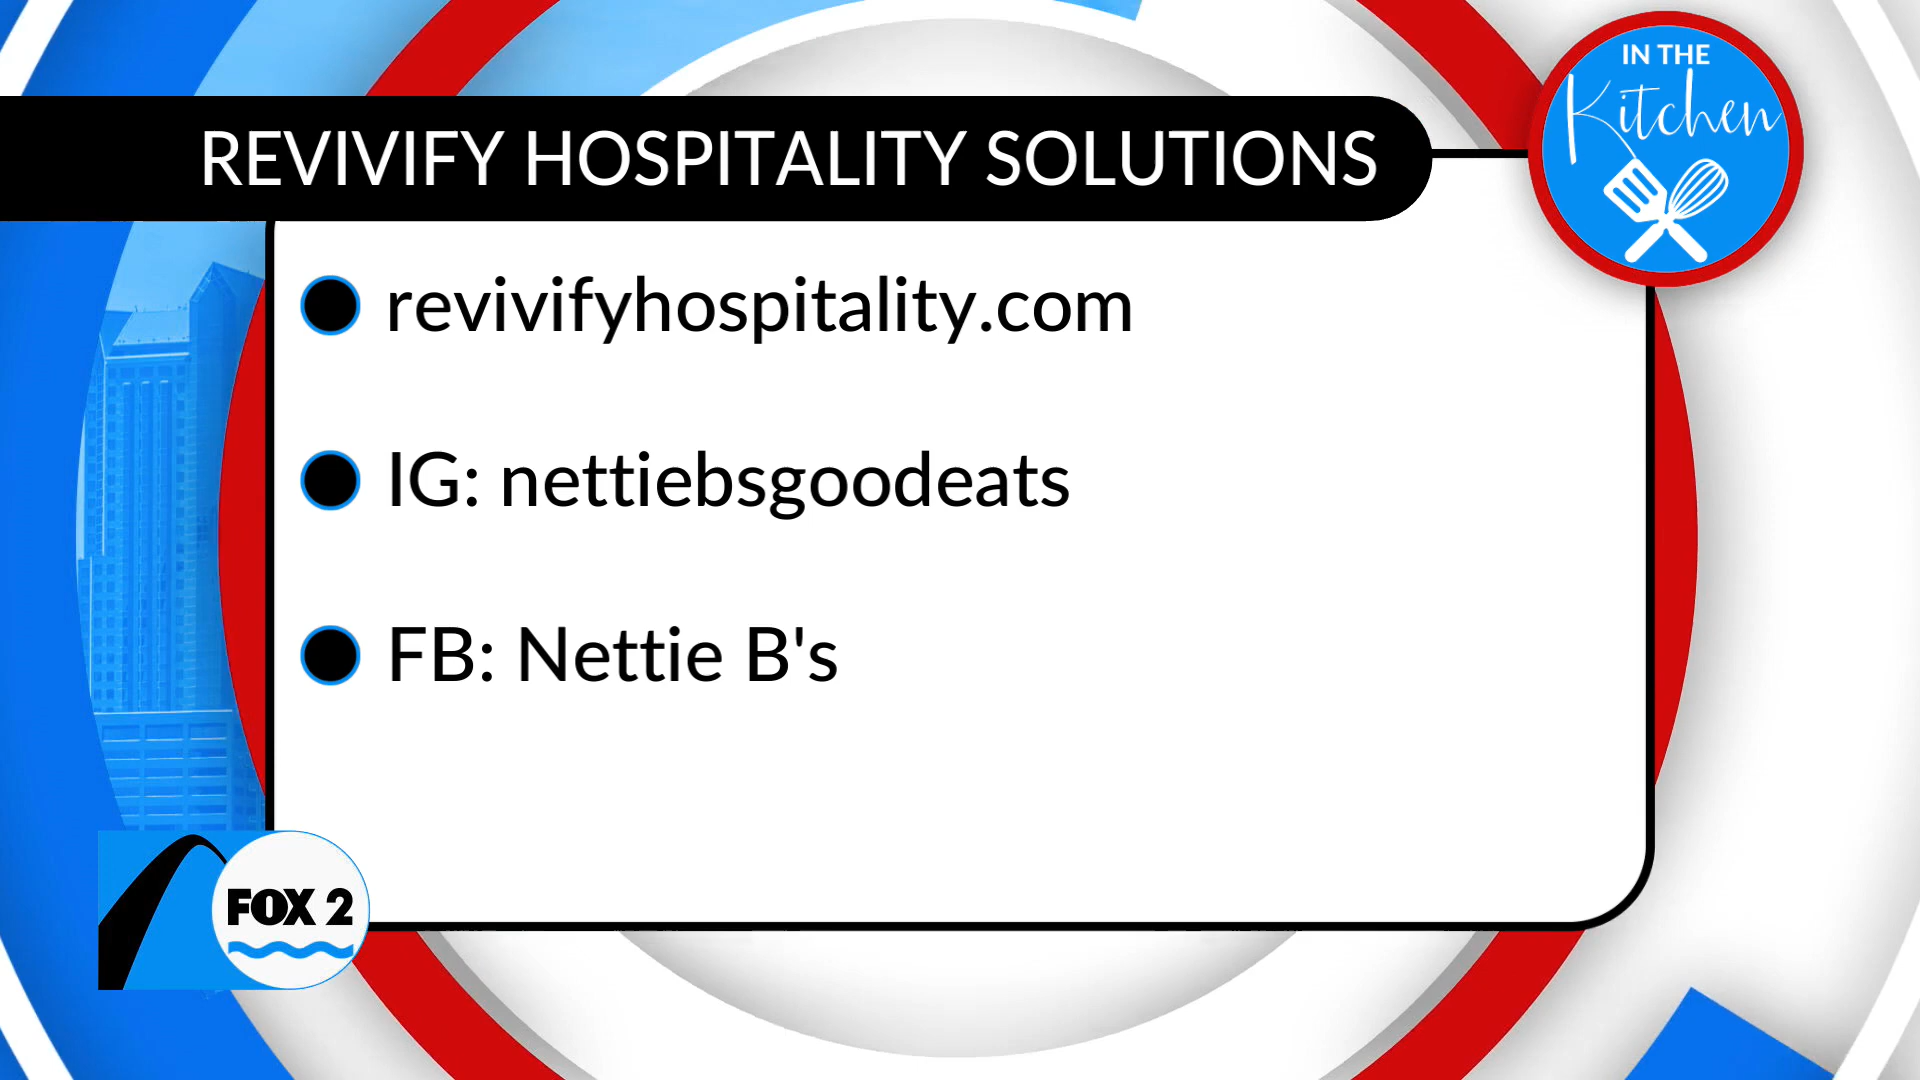 IN THE
Kitchen
REVIVIFY HOSPITALITY SOLUTIONS
revivifyhospitality.com
IG: nettiebsgoodeats
FB: Nettie B's
FOX 2